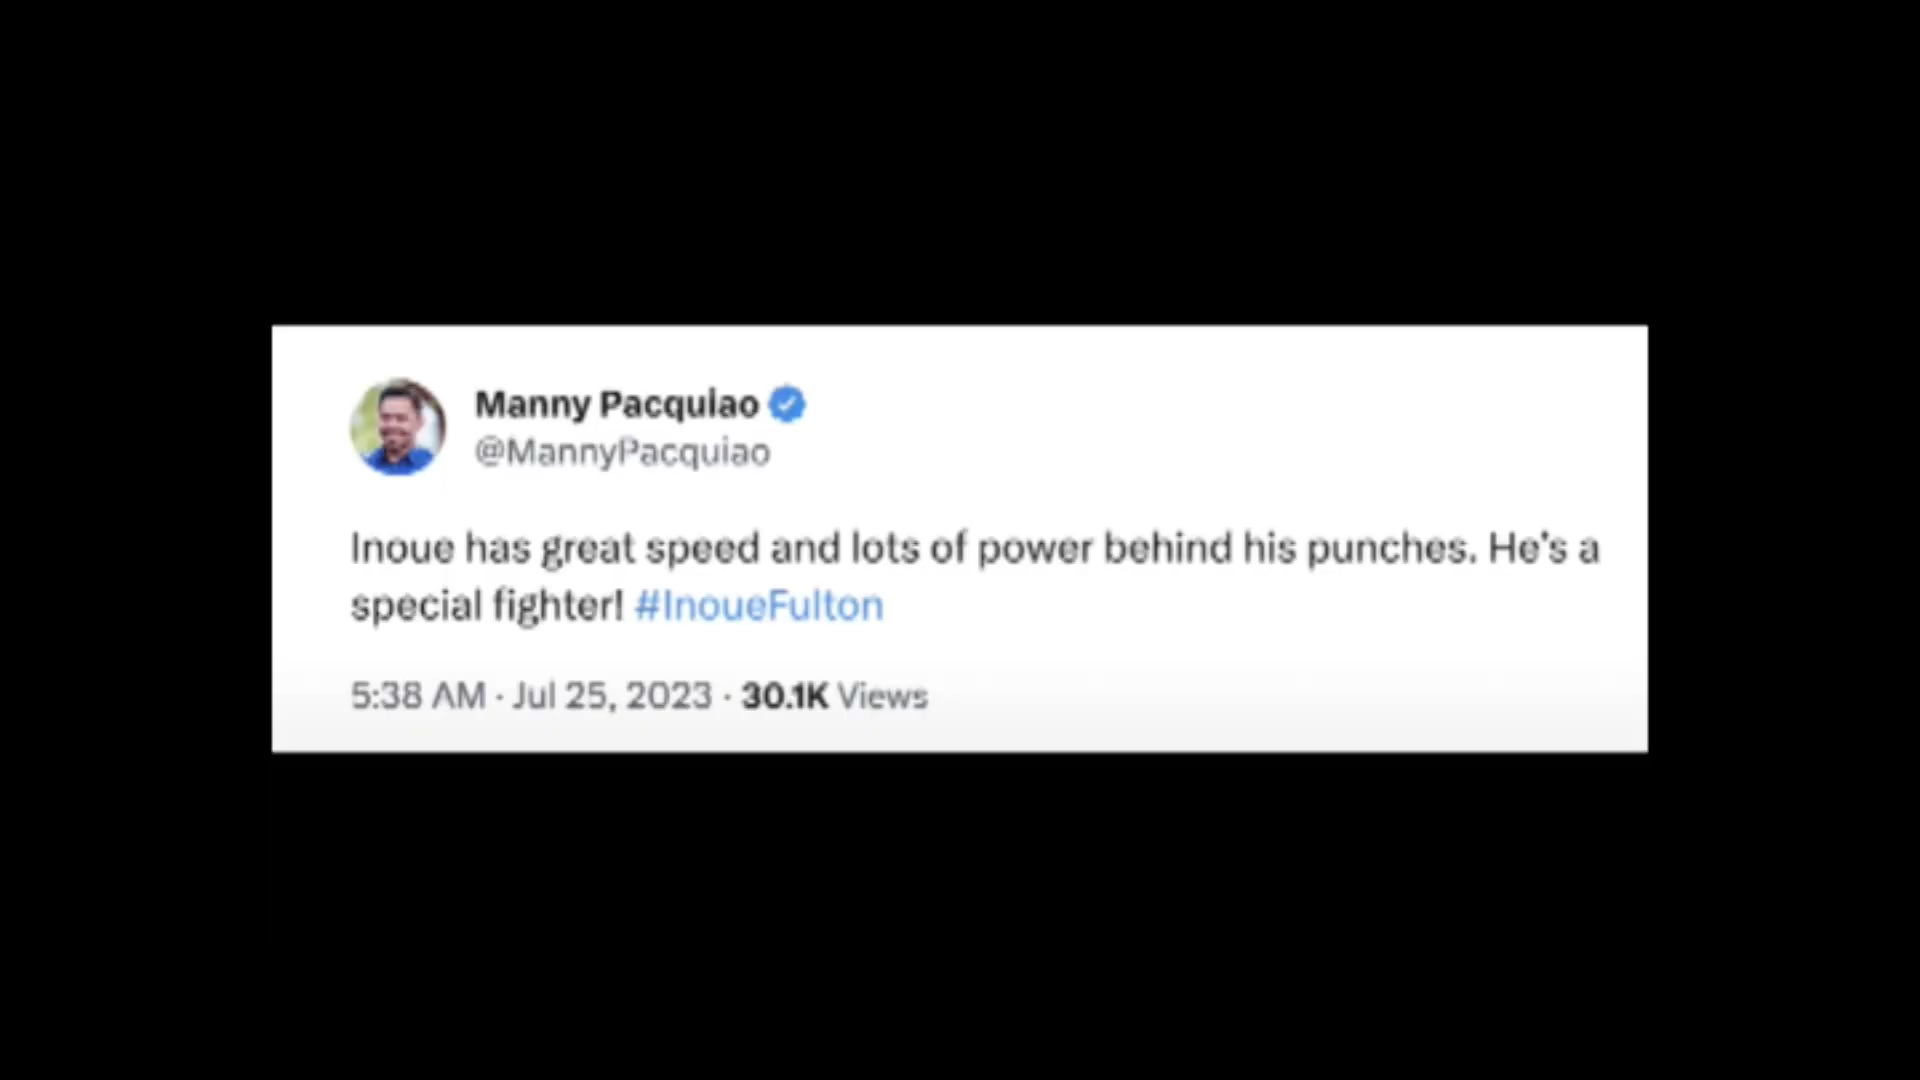 Manny Pacquiao
@MannyPacquiao
Inoue has great speed and lots of power behind his punches. He's a
special fighter! #InoueFulton
5:38 AM · Jul 25, 2023 · 30.1K Views